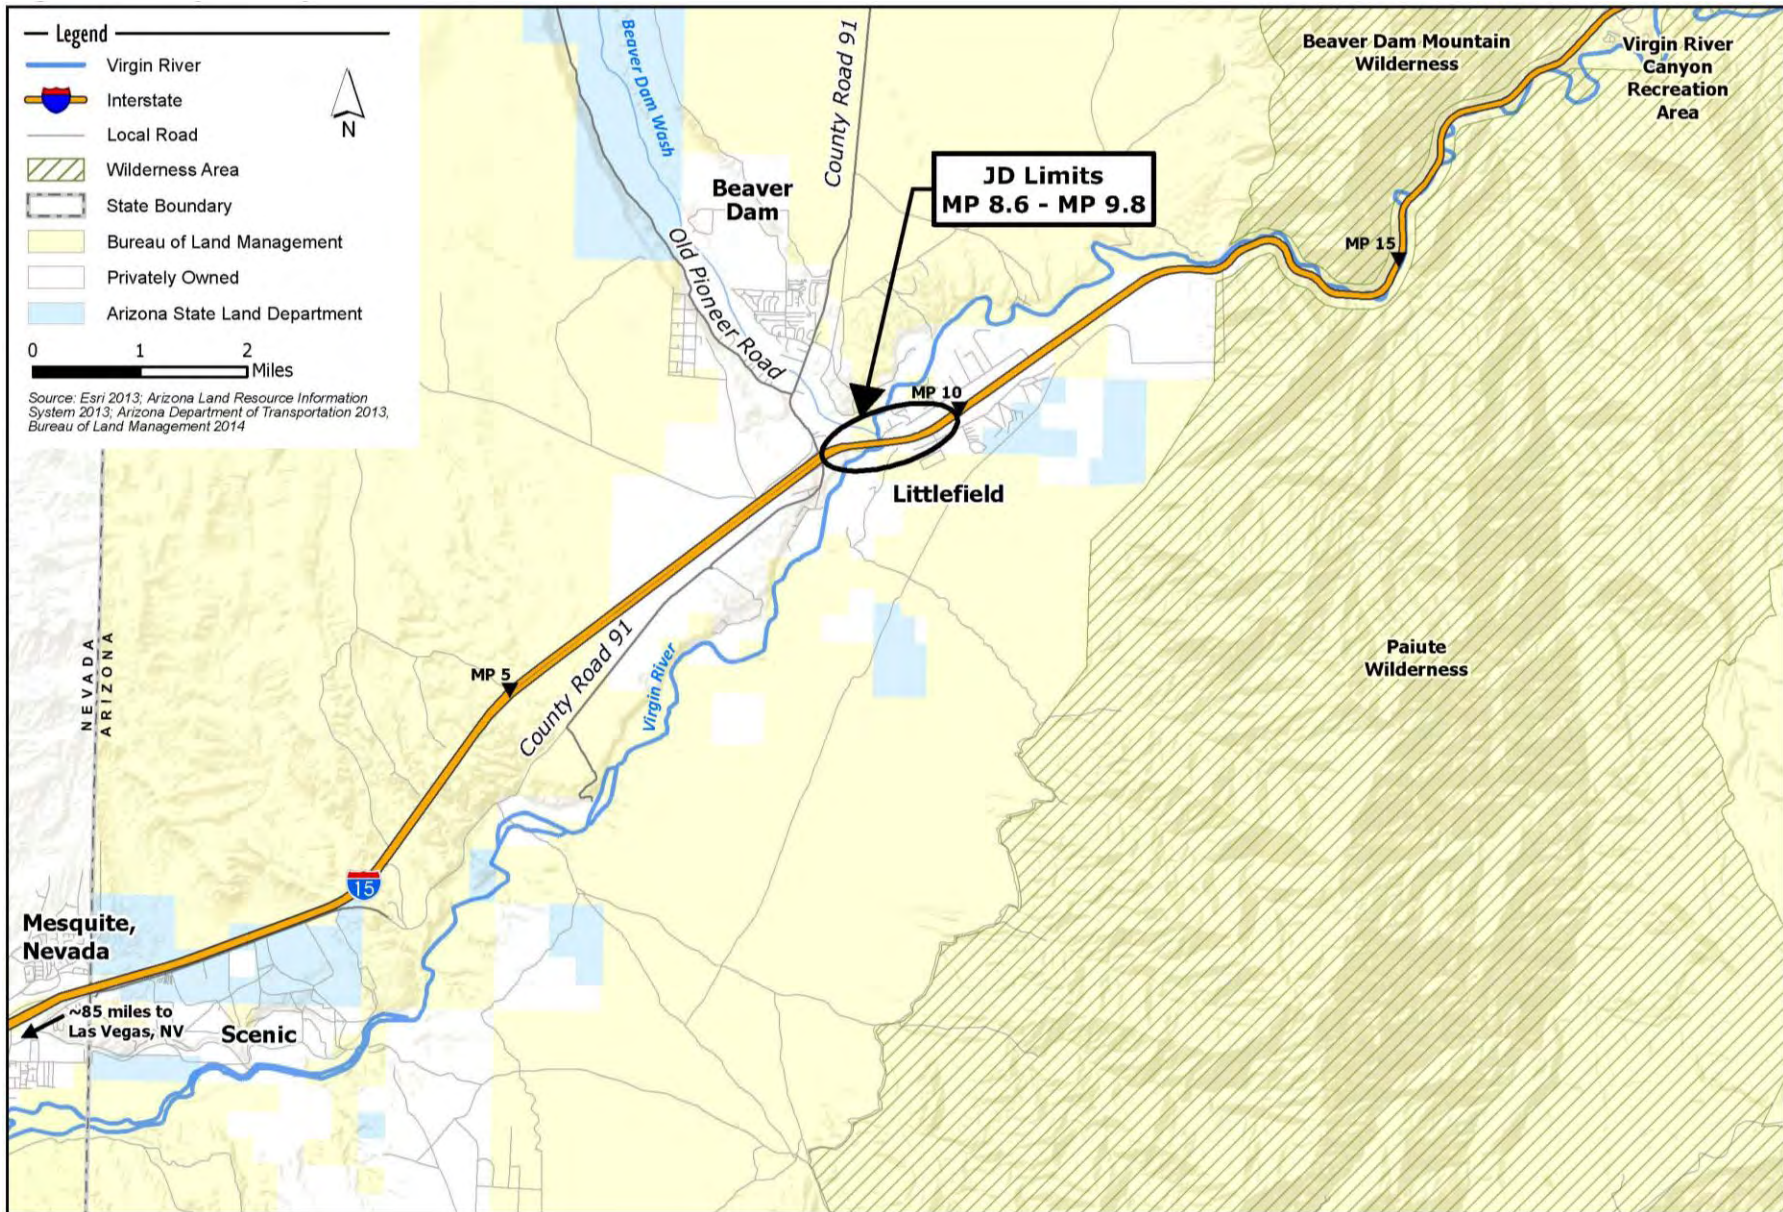 Legend
Virgin River
Interstate
Local Road
Wilderness Area
State Boundary
Bureau of Land Management
Privately Owned
Arizona State Land Department
N
0 1 2
Miles
Source: Esri 2013; Arizona Land Resource Information
System 2013; Arizona Department of Transportation 2013,
Bureau of Land Management 2014
Beaver Dam Wash
County Road 91
Beaver
Dam
Old Pioneer Road
JD Limits
MP 8.6 - MP 9.8
Beaver Dam Mountain
Wilderness
Virgin River
Canyon
Recreation
Area
MP 15
MP 10
Littlefield
Paiute
Wilderness
MP 5
County Road 91
Virgin River
NEVADA
ARIZONA
15
Mesquite,
Nevada
~85 miles to
Las Vegas, NV
Scenic